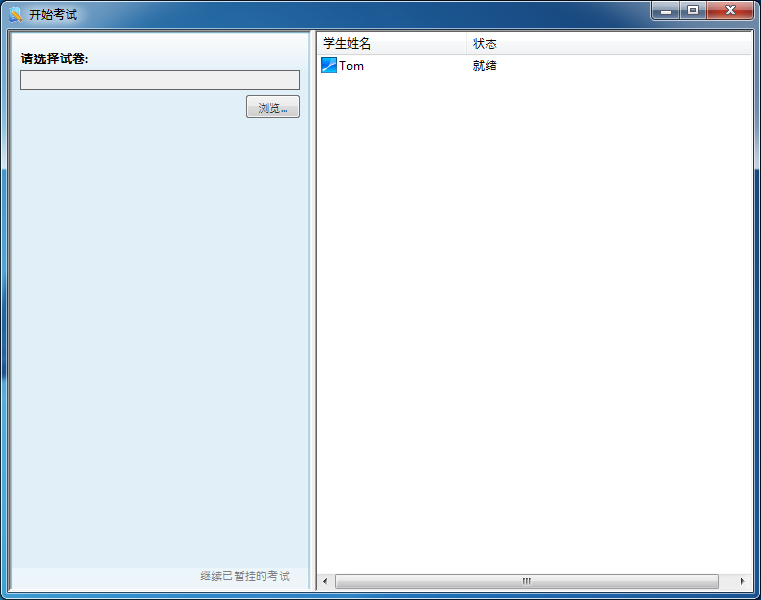 开始考试
请选择试卷:
浏览...
继续已暂挂的考试
学生姓名 状态
Tom 就绪